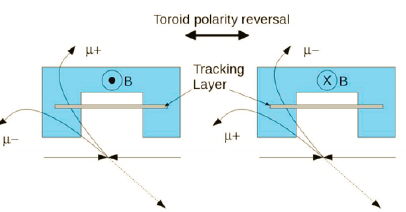 Toroid polarity reversal
μ+
μ−
B
X B
Tracking
Layer
μ−
μ+